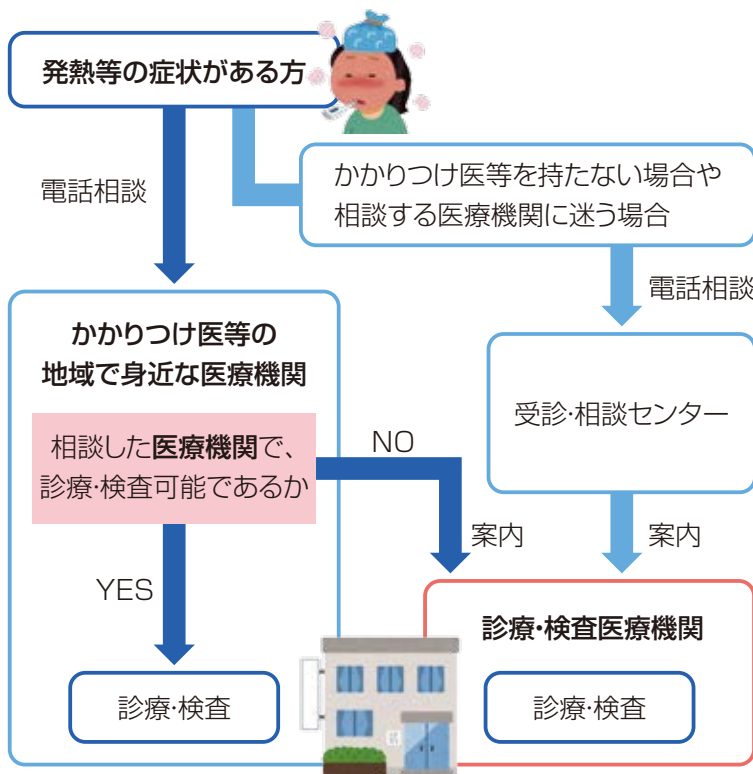 発熱等の症状がある方
電話相談
かかりつけ医等を持たない場合や
相談する医療機関に迷う場合
電話相談
かかりつけ医等の
地域で身近な医療機関
相談した医療機関で、
診療・検査可能であるか
NO
案内
YES
診療・検査
受診・相談センター
案内
診療・検査医療機関
診療・検査